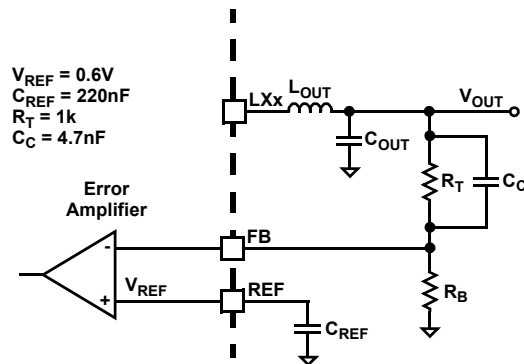 V_REF = 0.6V
C_REF = 220nF
R_T = 1k
C_C = 4.7nF
LXx
L_OUT
V_OUT
C_OUT
R_T
C_C
Error
Amplifier
FB
-
V_REF
+
REF
R_B
C_REF